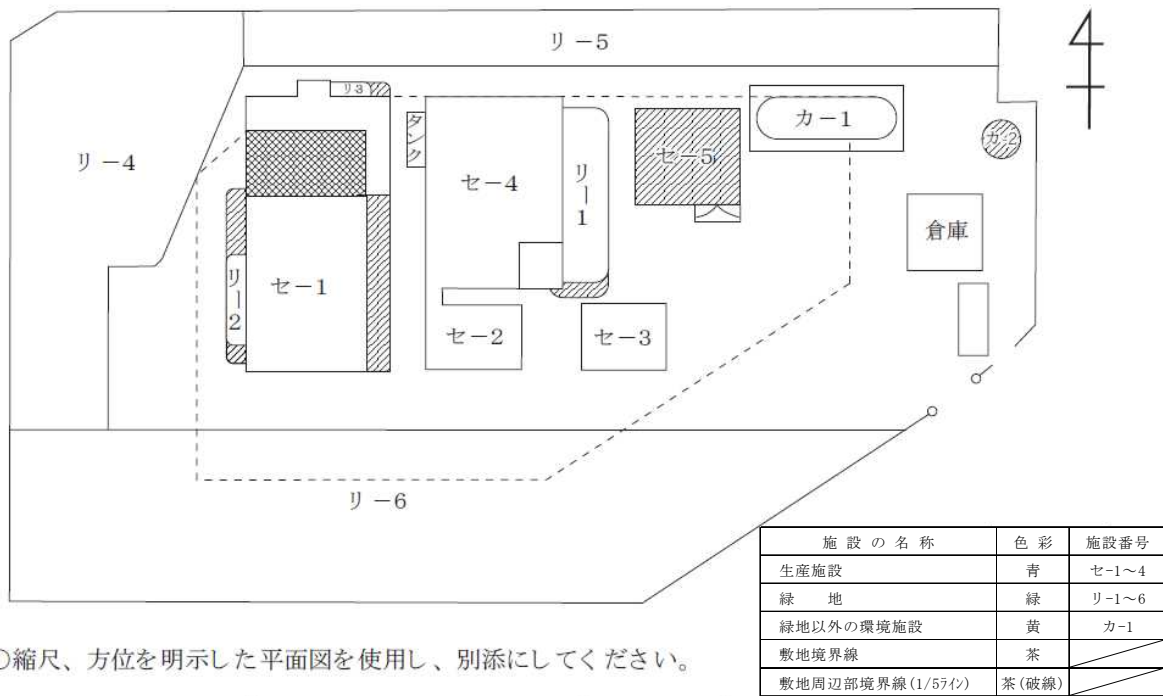 リ－5
リ3
カ－1
カ-2
タンク
リ－4
セ－4
セ－5
リ－1
倉庫
セ－1
リ－2
セ－2
セ－3
リ－6
施設の名称 色彩 施設番号
生産施設 青 セ-1～4
緑 地 緑 リ-1～6
緑地以外の環境施設 黄 カ-1
敷地境界線 茶
敷地周辺部境界線(1/5ﾗｲﾝ) 茶(破線)
○縮尺、方位を明示した平面図を使用し、別添にしてください。